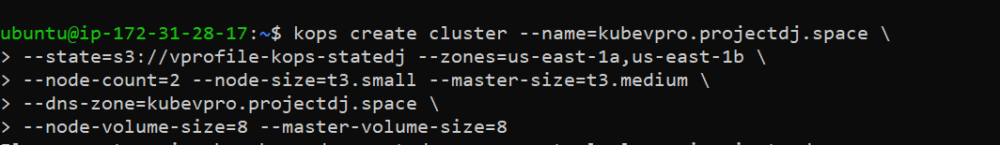 ubuntu@ip-172-31-28-17:~$ kops create cluster --name=kubevpro.projectdj.space \
> --state=s3://vprofile-kops-statedj --zones=us-east-1a,us-east-1b \
> --node-count=2 --node-size=t3.small --master-size=t3.medium \
> --dns-zone=kubevpro.projectdj.space \
> --node-volume-size=8 --master-volume-size=8